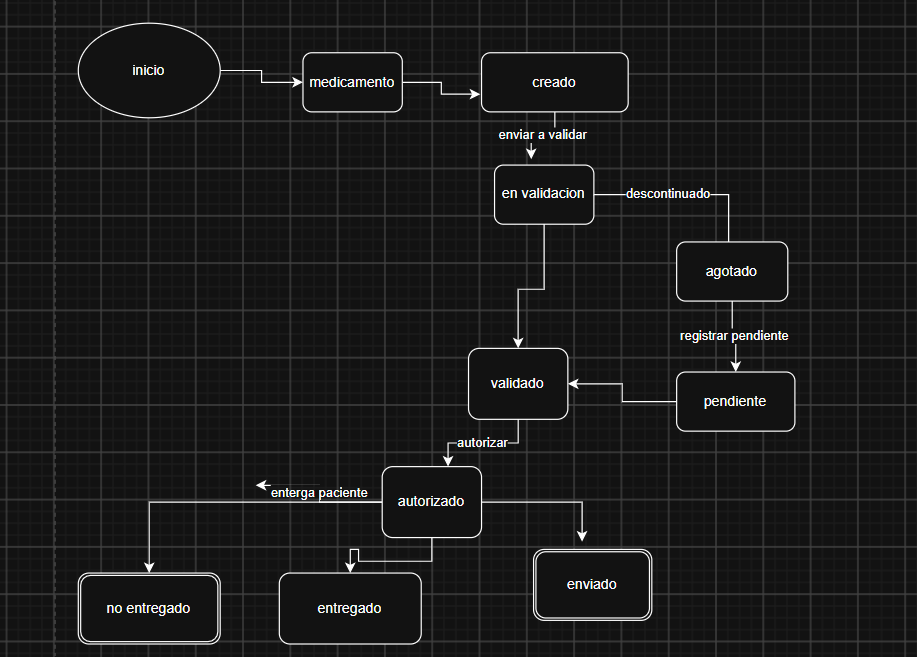 inicio
medicamento
creado
enviar a validar
en validacion
descontinuado
agotado
registrar pendiente
validado
pendiente
autorizar
enterga paciente
autorizado
enviado
no entregado
entregado